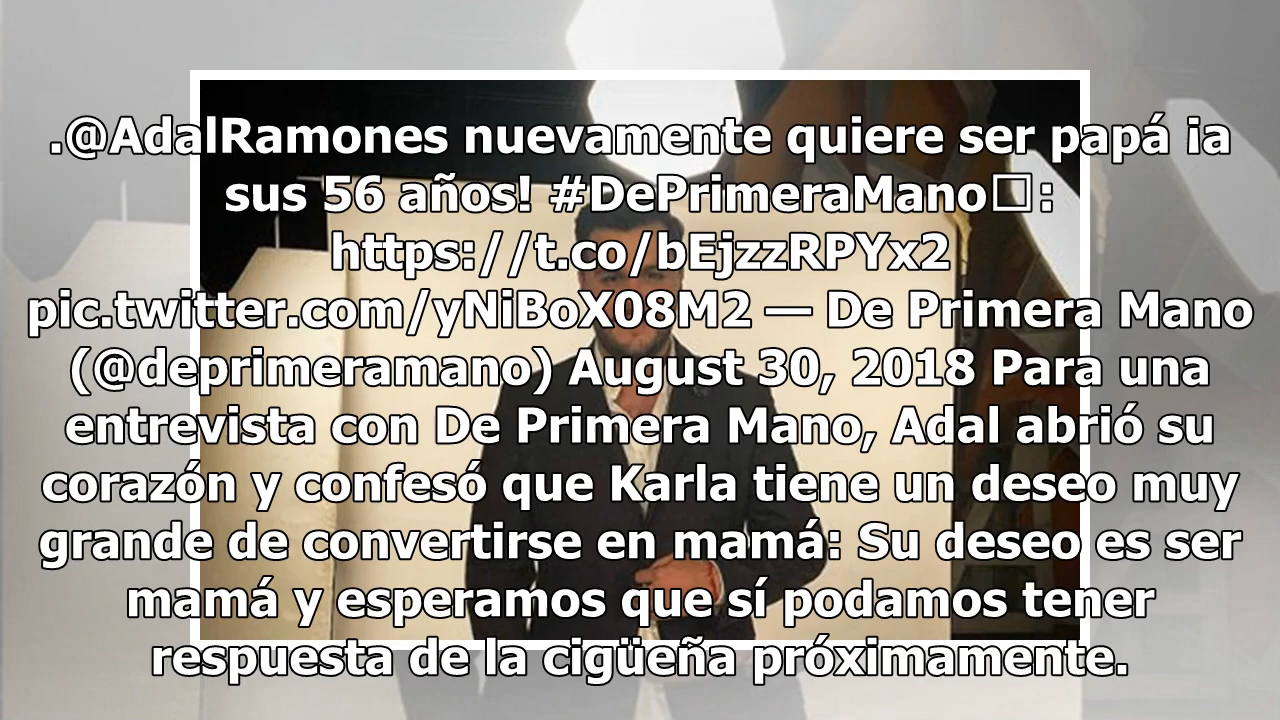 .@AdalRamones nuevamente quiere ser papá ¡a
sus 56 años! #DePrimeraMano□:
https://t.co/bEjzzRPYx2
pic.twitter.com/yNiBoX08M2 — De Primera Mano
(@deprimeramano) August 30, 2018 Para una
entrevista con De Primera Mano, Adal abrió su
corazón y confesó que Karla tiene un deseo muy
grande de convertirse en mamá: Su deseo es ser
mamá y esperamos que sí podamos tener
respuesta de la cigüeña próximamente.